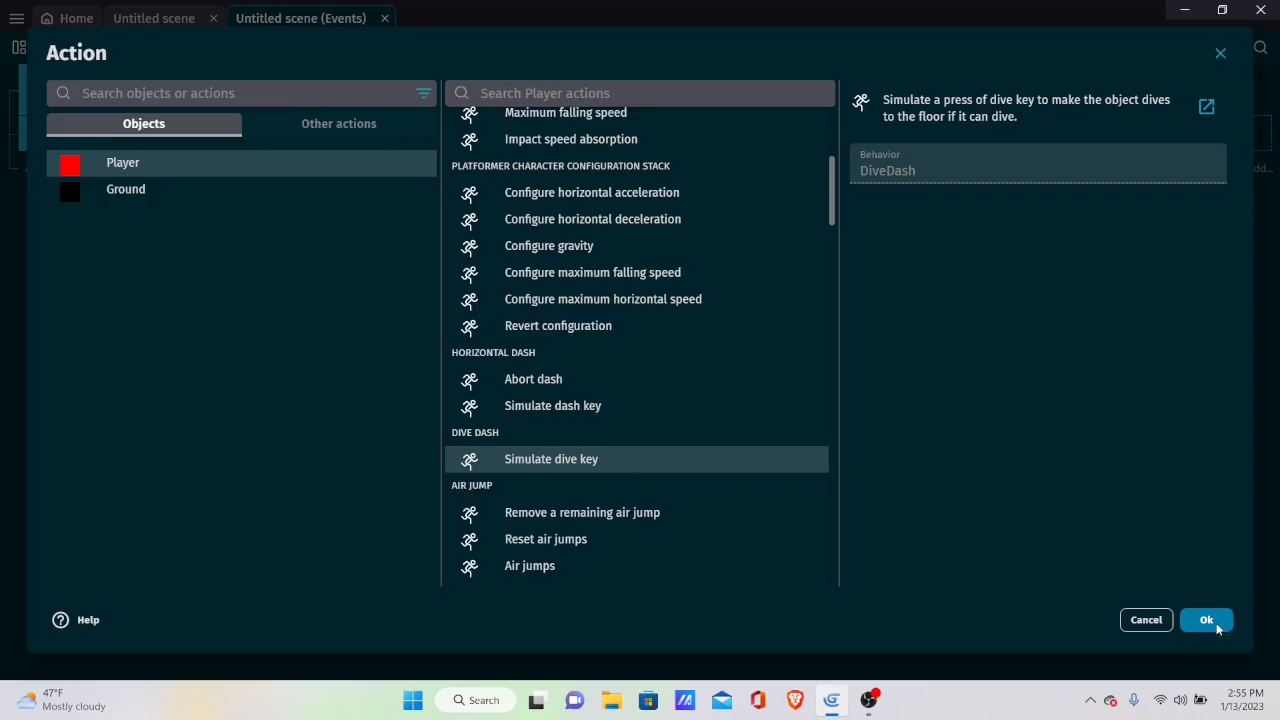 Home
Untitled scene
Untitled scene (Events)
Action
Search objects or actions
Objects
Other actions
Player
Ground
Search Player actions
Maximum falling speed
Impact speed absorption
PLATFORMER CHARACTER CONFIGURATION STACK
Configure horizontal acceleration
Configure horizontal deceleration
Configure gravity
Configure maximum falling speed
Configure maximum horizontal speed
Revert configuration
HORIZONTAL DASH
Abort dash
Simulate dash key
DIVE DASH
Simulate dive key
AIR JUMP
Remove a remaining air jump
Reset air jumps
Air jumps
Simulate a press of dive key to make the object dives
to the floor if it can dive.
Behavior
DiveDash
dd...
Help
Cancel
Ok
47°F
Mostly cloudy
Search
2:55 PM
1/13/2023